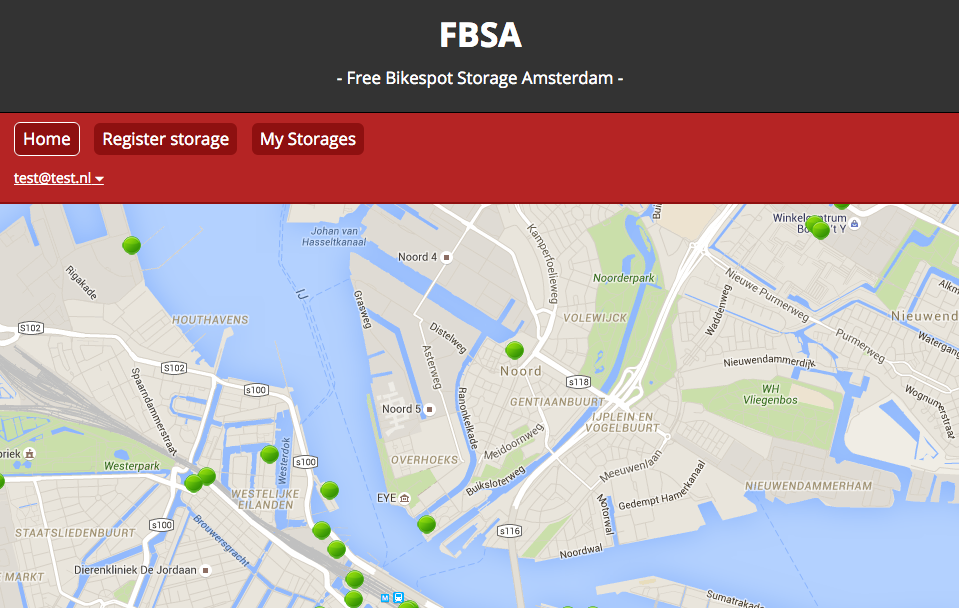 FBSA
- Free Bikespot Storage Amsterdam -
Home
Register storage
My Storages
test@test.nl
Johan van
Hasseltkanaal
Noord 4
Kamperfoelieweg
Noorderpark
Winkelcentrum
Bo
't Y
Rigakade
IJ
Grasweg
Nieuwe Purmerweg
Waddenweg
Nieuwend
HOUTHAVENS
VOLEWIJCK
S102
Distelweg
Asterweg
Purmerweg
Watergang
Noord
Nieuwendammerdijk
S102
s100
s118
Spaarndammerstraat
Ranonkelkade
GENTIAANBUURT
WH
Vliegenbos
Wognumerstraat
Noord 5
IJPLEIN EN
VOGELBUURT
Meidoornweg
riek
Westerpark
Westerdok
s100
OVERHOEKS
Buiksloterweg
Meeuwenlaan
Gedempt Hamerkanaal
NIEUWENDAMMERHAM
WESTELIJKE
EILANDEN
EYE
Motorwal
STAATSLIEDENBUURT
s100
Brouwersgracht
s116
Noordwal
Dierenkliniek De Jordaan
MARKT
M
Sumatrakade